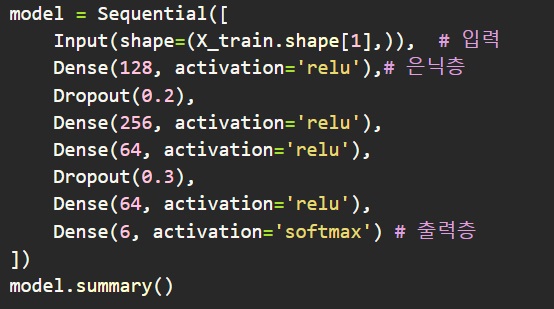 model = Sequential([
    Input(shape=(X_train.shape[1],)),  # 입력
    Dense(128, activation='relu'),# 은닉층
    Dropout(0.2),
    Dense(256, activation='relu'),
    Dense(64, activation='relu'),
    Dropout(0.3),
    Dense(64, activation='relu'),
    Dense(6, activation='softmax') # 출력층
])
model.summary()